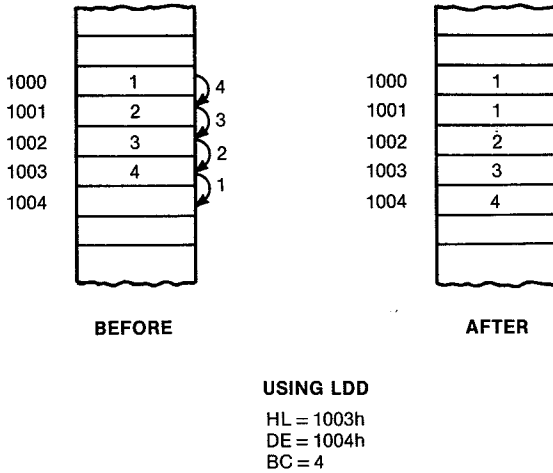 1000 1 4
1001 2 3
1002 3 2
1003 4 1
1004
BEFORE
1000 1
1001 1
1002 2
1003 3
1004 4
AFTER
USING LDD
HL = 1003h
DE = 1004h
BC = 4